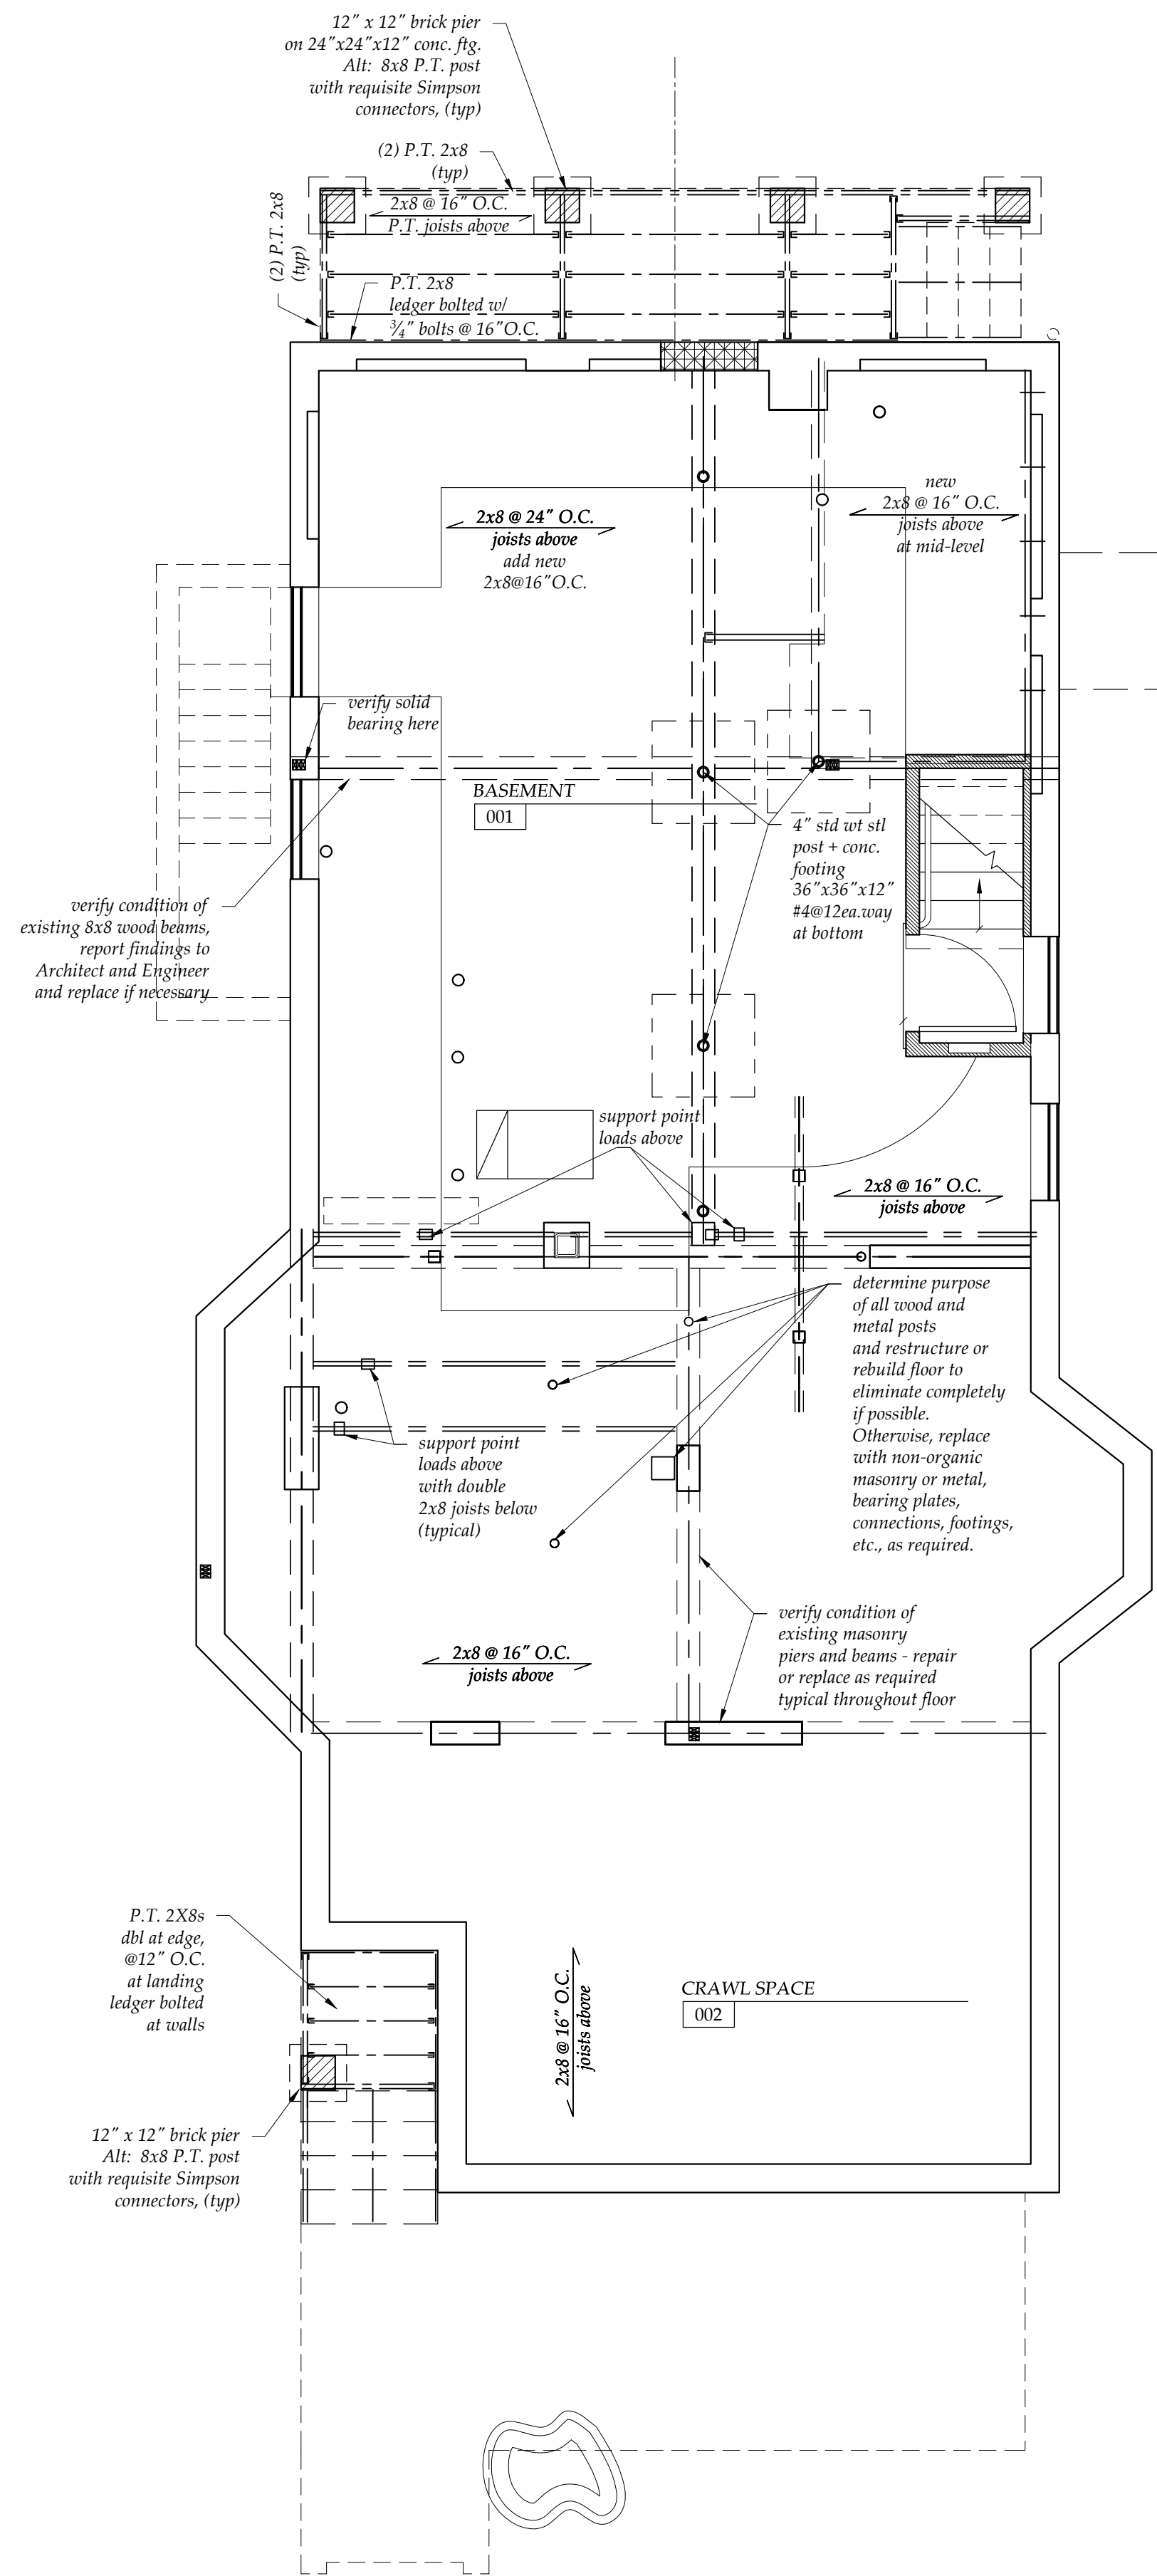 12" x 12" brick pier
on 24"x24"x12" conc. ftg.
Alt:  8x8 P.T. post
with requisite Simpson
connectors, (typ)
(2) P.T. 2x8
(typ)
(2) P.T. 2x8
(typ)
2x8 @ 16" O.C.
P.T. joists above
P.T. 2x8
ledger bolted w/
3/4" bolts @ 16"O.C.
2x8 @ 24" O.C.
joists above
add new
2x8@16"O.C.
new
2x8 @ 16" O.C.
joists above
at mid-level
verify solid
bearing here
BASEMENT
001
4" std wt stl
post + conc.
footing
36"x36"x12"
#4@12ea.way
at bottom
verify condition of
existing 8x8 wood beams,
report findings to
Architect and Engineer
and replace if necessary
support point
loads above
2x8 @ 16" O.C.
joists above
determine purpose
of all wood and
metal posts
and restructure or
rebuild floor to
eliminate completely
if possible.
Otherwise, replace
with non-organic
masonry or metal,
bearing plates,
connections, footings,
etc., as required.
support point
loads above
with double
2x8 joists below
(typical)
verify condition of
existing masonry
piers and beams - repair
or replace as required
typical throughout floor
2x8 @ 16" O.C.
joists above
P.T. 2X8s
dbl at edge,
@12" O.C.
at landing
ledger bolted
at walls
2x8 @ 16" O.C.
joists above
CRAWL SPACE
002
12" x 12" brick pier
Alt:  8x8 P.T. post
with requisite Simpson
connectors, (typ)